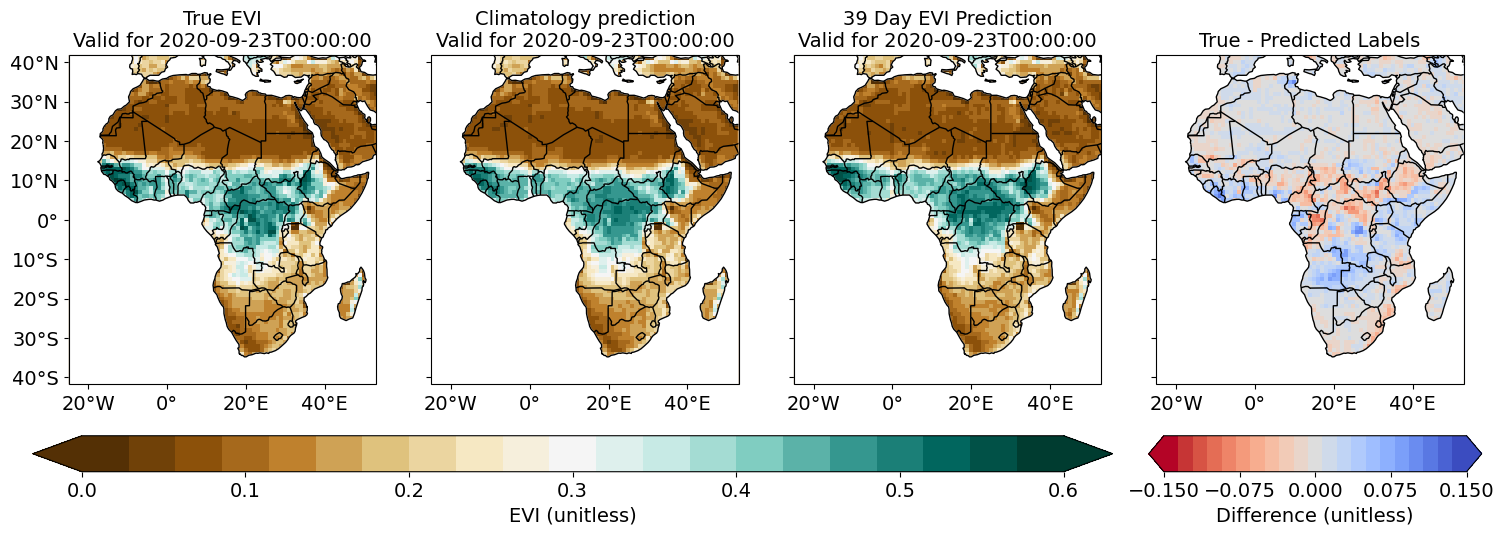 True EVI
Valid for 2020-09-23T00:00:00
Climatology prediction
Valid for 2020-09-23T00:00:00
39 Day EVI Prediction
Valid for 2020-09-23T00:00:00
True - Predicted Labels
40°N
30°N
20°N
10°N
0°
10°S
20°S
30°S
40°S
20°W 0° 20°E 40°E
20°W 0° 20°E 40°E
20°W 0° 20°E 40°E
20°W 0° 20°E 40°E
0.0 0.1 0.2 0.3 0.4 0.5 0.6
EVI (unitless)
−0.150 −0.075 0.000 0.075 0.150
Difference (unitless)